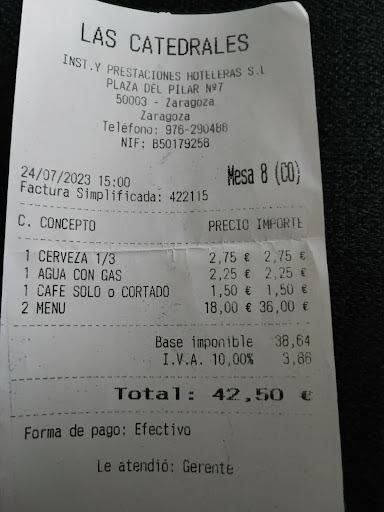 LAS CATEDRALES
INST.Y PRESTACIONES HOTELERAS S.L
PLAZA DEL PILAR Nº7
50003 - Zaragoza
Zaragoza
Teléfono: 976-290488
NIF: B50179258
24/07/2023 15:00 Mesa 8 (CO)
Factura Simplificada: 422115
C. CONCEPTO PRECIO IMPORTE
1 CERVEZA 1/3 2,75 € 2,75 €
1 AGUA CON GAS 2,25 € 2,25 €
1 CAFE SOLO o CORTADO 1,50 € 1,50 €
2 MENU 18,00 € 36,00 €
Base imponible 38,64
I.V.A. 10,00% 3,86
Total: 42,50 €
Forma de pago: Efectivo
Le atendió: Gerente